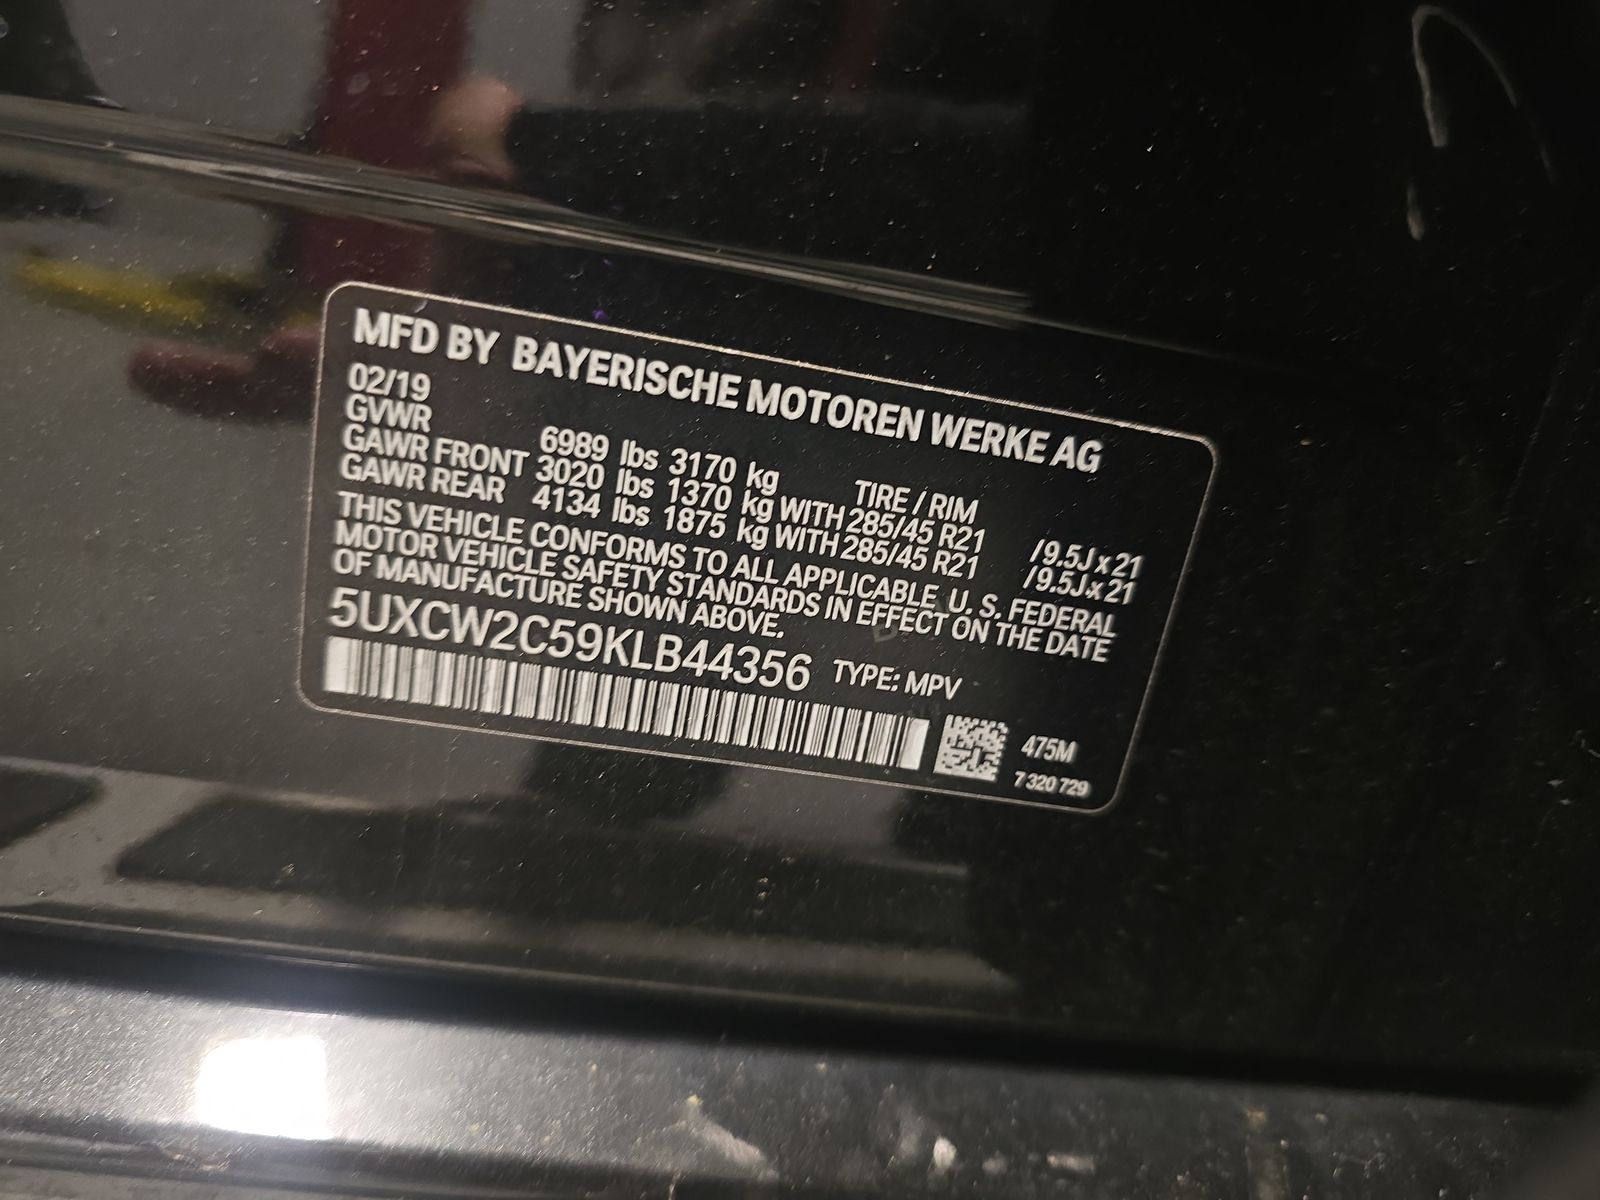 MFD BY BAYERISCHE MOTOREN WERKE AG
02/19
GVWR 6989 lbs 3170 kg TIRE / RIM
GAWR FRONT 3020 lbs 1370 kg WITH 285/45 R21 /9.5J x 21
GAWR REAR 4134 lbs 1875 kg WITH 285/45 R21 /9.5J x 21
THIS VEHICLE CONFORMS TO ALL APPLICABLE U. S. FEDERAL
MOTOR VEHICLE SAFETY STANDARDS IN EFFECT ON THE DATE
OF MANUFACTURE SHOWN ABOVE.
5UXCW2C59KLB44356 TYPE: MPV
475M
7 320 729